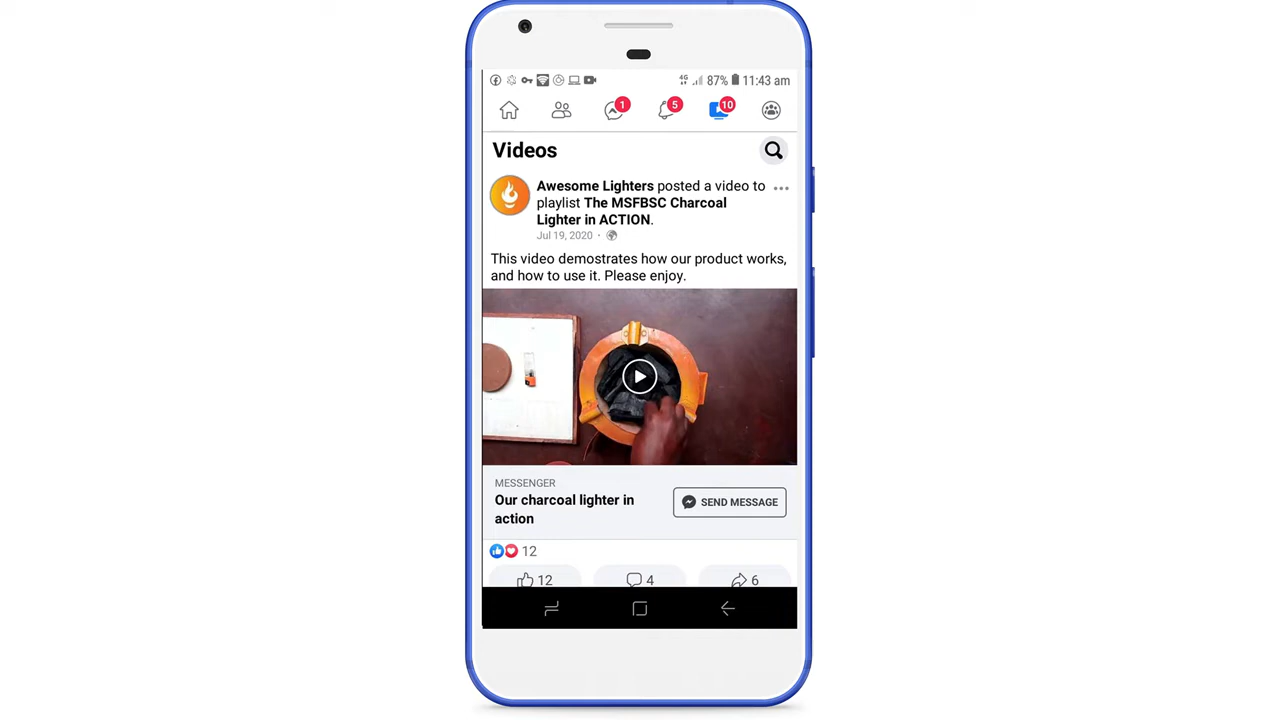 4G 87% 11:43 am
1 5 10
Videos
Awesome Lighters posted a video to
playlist The MSFBSC Charcoal
Lighter in ACTION.
Jul 19, 2020 ·
This video demostrates how our product works,
and how to use it. Please enjoy.
MESSENGER
Our charcoal lighter in
action
SEND MESSAGE
12
12 4 6